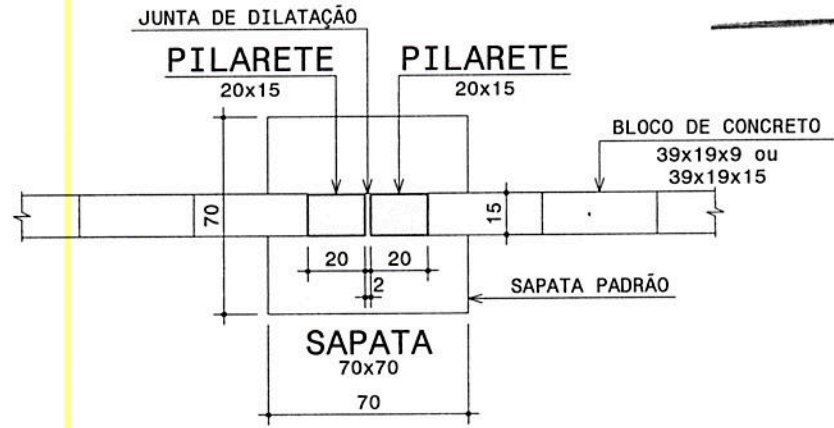 JUNTA DE DILATAÇÃO
PILARETE
20x15
PILARETE
20x15
BLOCO DE CONCRETO
39x19x9 ou
39x19x15
70
15
20
20
2
SAPATA PADRÃO
SAPATA
70x70
70